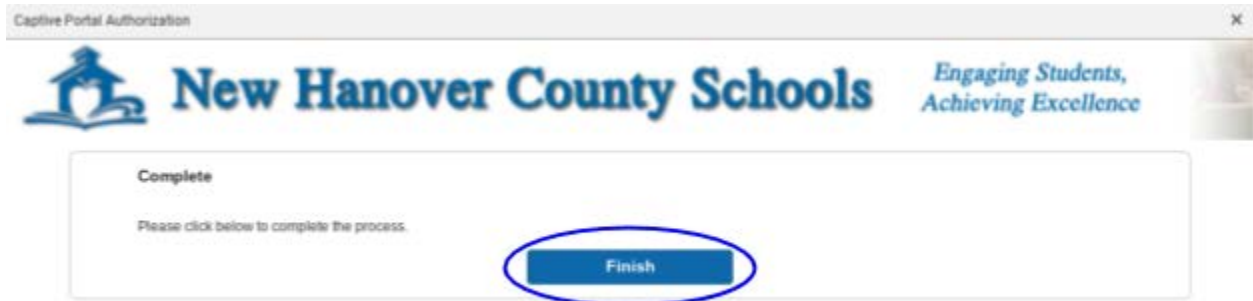 Captive Portal Authorization ×
New Hanover County Schools
Engaging Students,
Achieving Excellence
Complete
Please click below to complete the process.
Finish